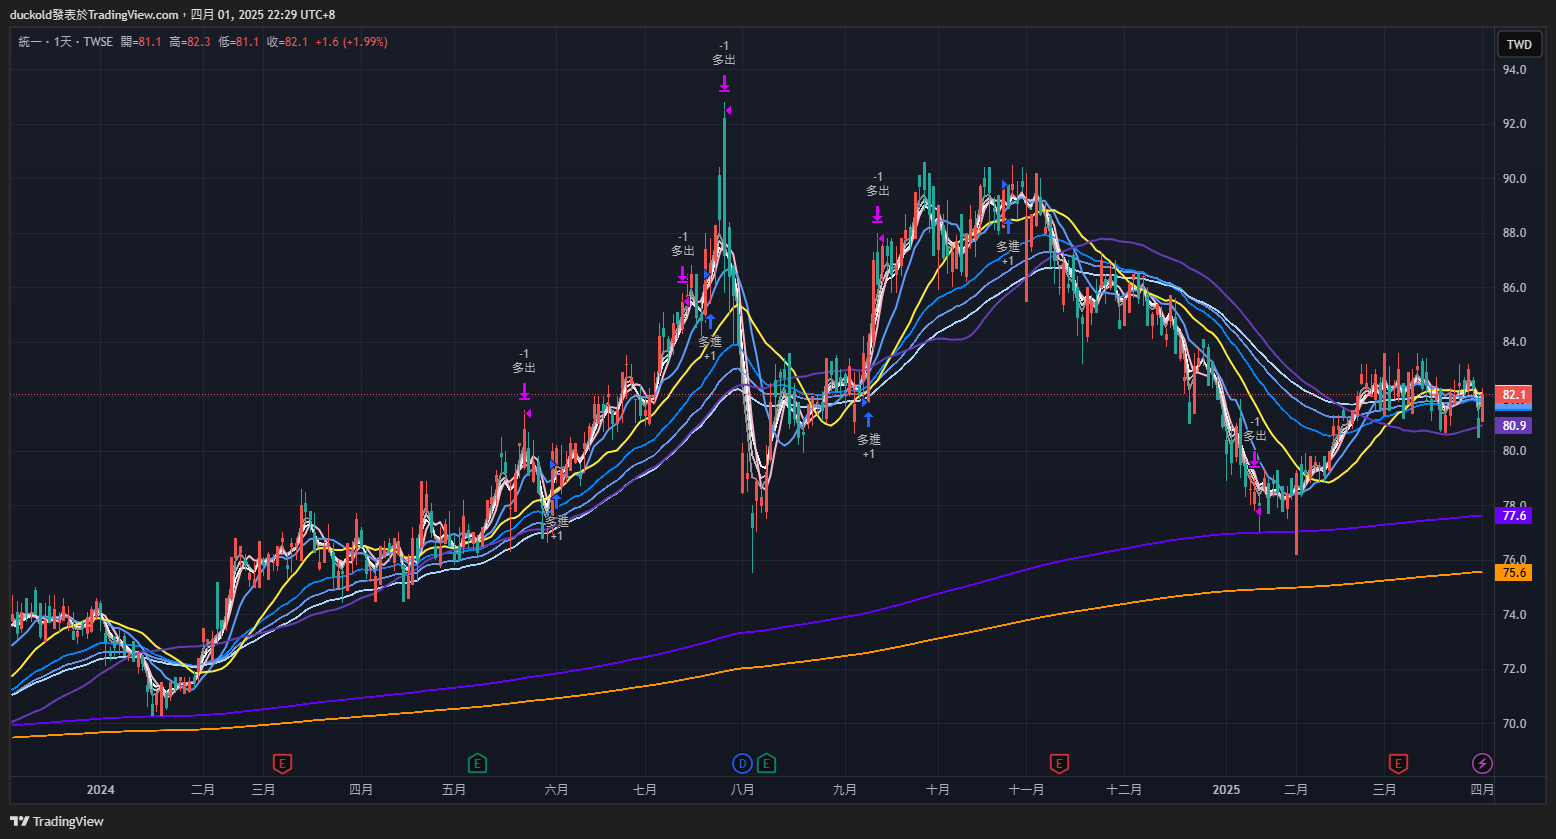 duckold發表於TradingView.com，四月 01, 2025 22:29 UTC+8
統一 · 1天 · TWSE 開=81.1 高=82.3 低=81.1 收=82.1 +1.6 (+1.99%)
TWD
-1
多出
94.0
92.0
-1
多出
90.0
-1
多出
88.0
多進
+1
86.0
多進
+1
84.0
-1
多出
82.1
-1
多出
80.9
多進
+1
80.0
78.0
77.6
多進
+1
76.0
75.6
74.0
72.0
70.0
E
E
D
E
E
E
2024
二月
三月
四月
五月
六月
七月
八月
九月
十月
十一月
十二月
2025
二月
三月
四月
TradingView